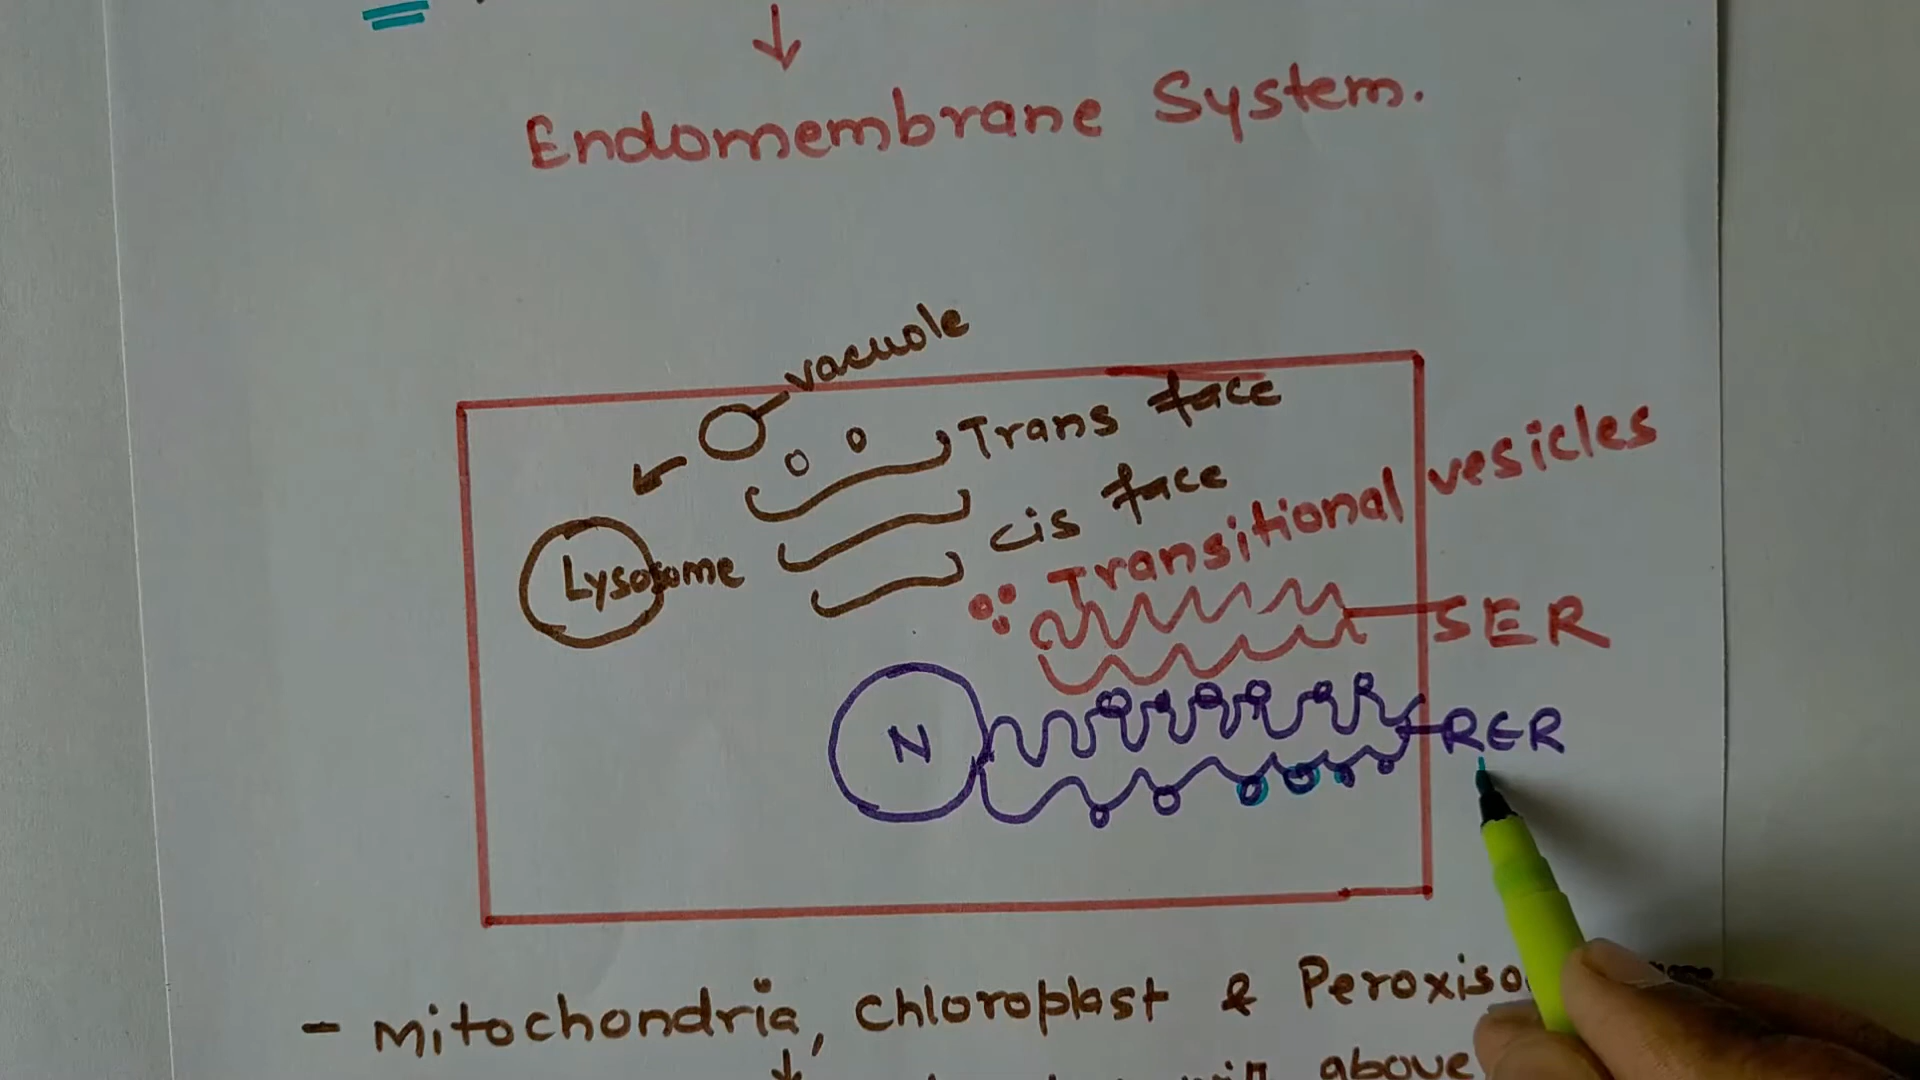 Endomembrane System.
vacuole
Trans face
cis face
Transitional vesicles
Lysosome
SER
N
RER
- mitochondria, chloroplast & Peroxiso
above